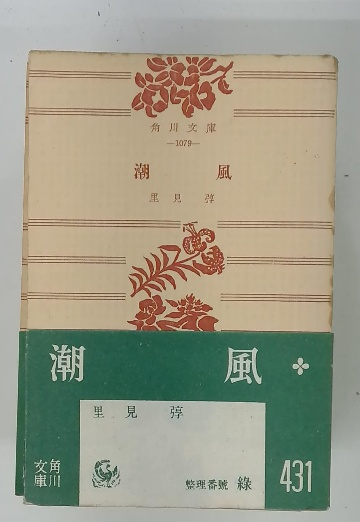 角川文庫
—1079—
潮 風
里見弴
潮 風
里見弴
整理番號 綠
431
角川文庫